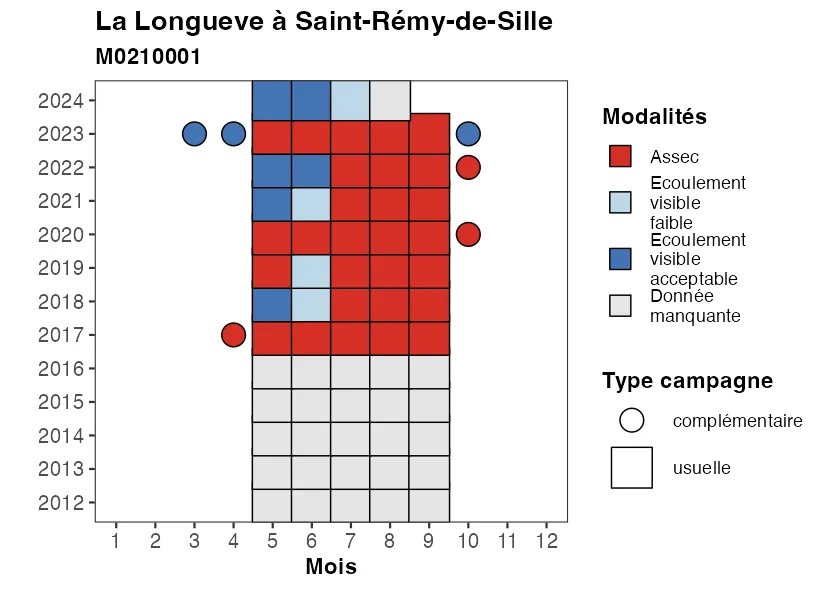 La Longueve à Saint-Rémy-de-Sille
M0210001
2024
2023
2022
2021
2020
2019
2018
2017
2016
2015
2014
2013
2012
1 2 3 4 5 6 7 8 9 10 11 12
Mois
Modalités
Assec
Ecoulement
visible
faible
Ecoulement
visible
acceptable
Donnée
manquante
Type campagne
complémentaire
usuelle